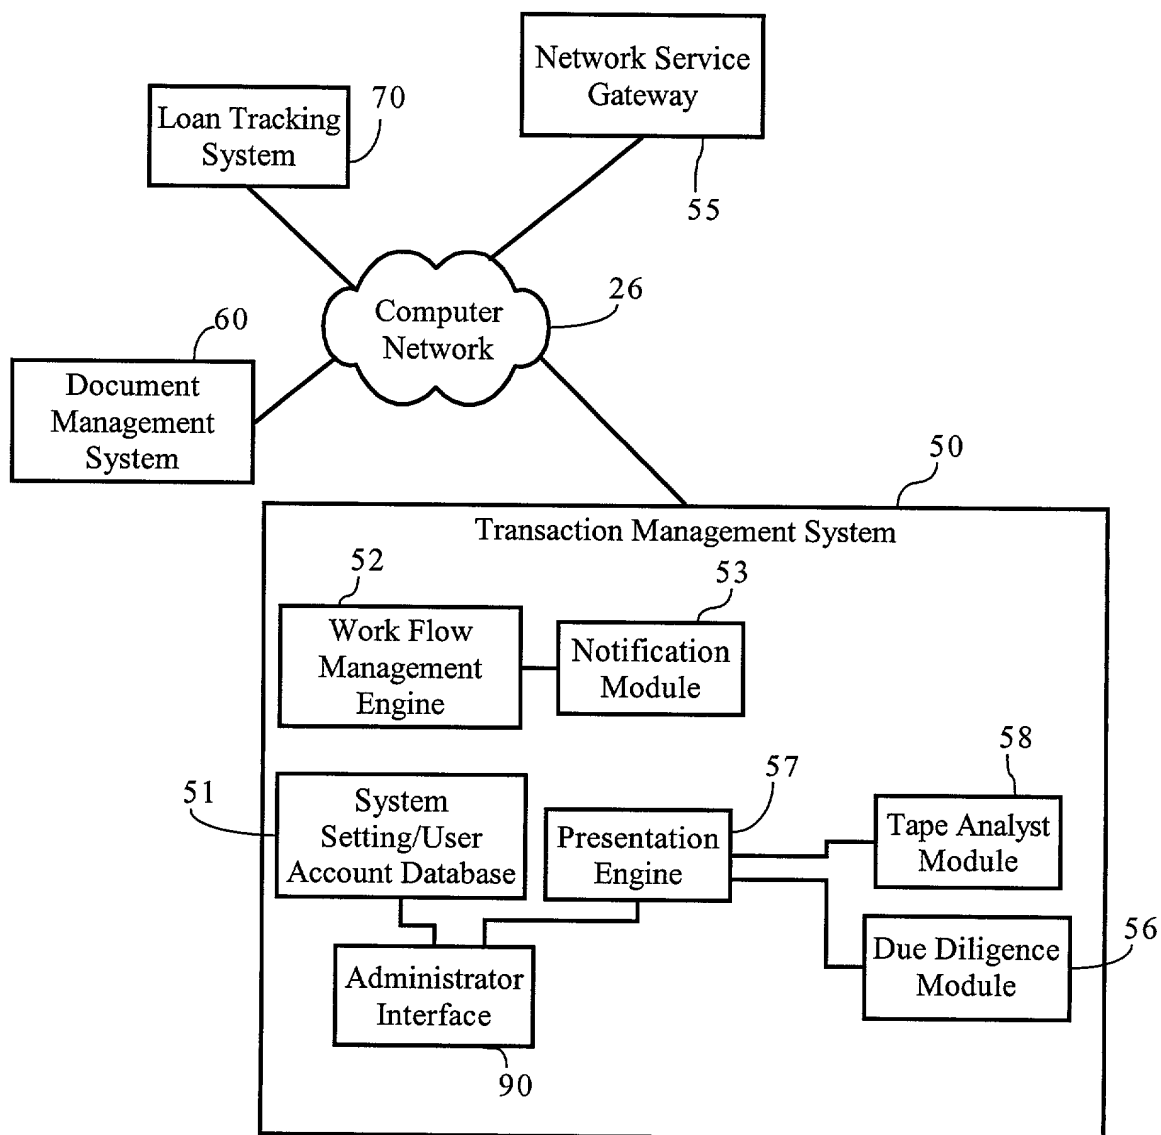 Network Service
Gateway
55
Loan Tracking
System
70
Computer
Network
26
60
Document
Management
System
50
Transaction Management System
52
Work Flow
Management
Engine
53
Notification
Module
51
System
Setting/User
Account Database
57
Presentation
Engine
58
Tape Analyst
Module
56
Due Diligence
Module
Administrator
Interface
90